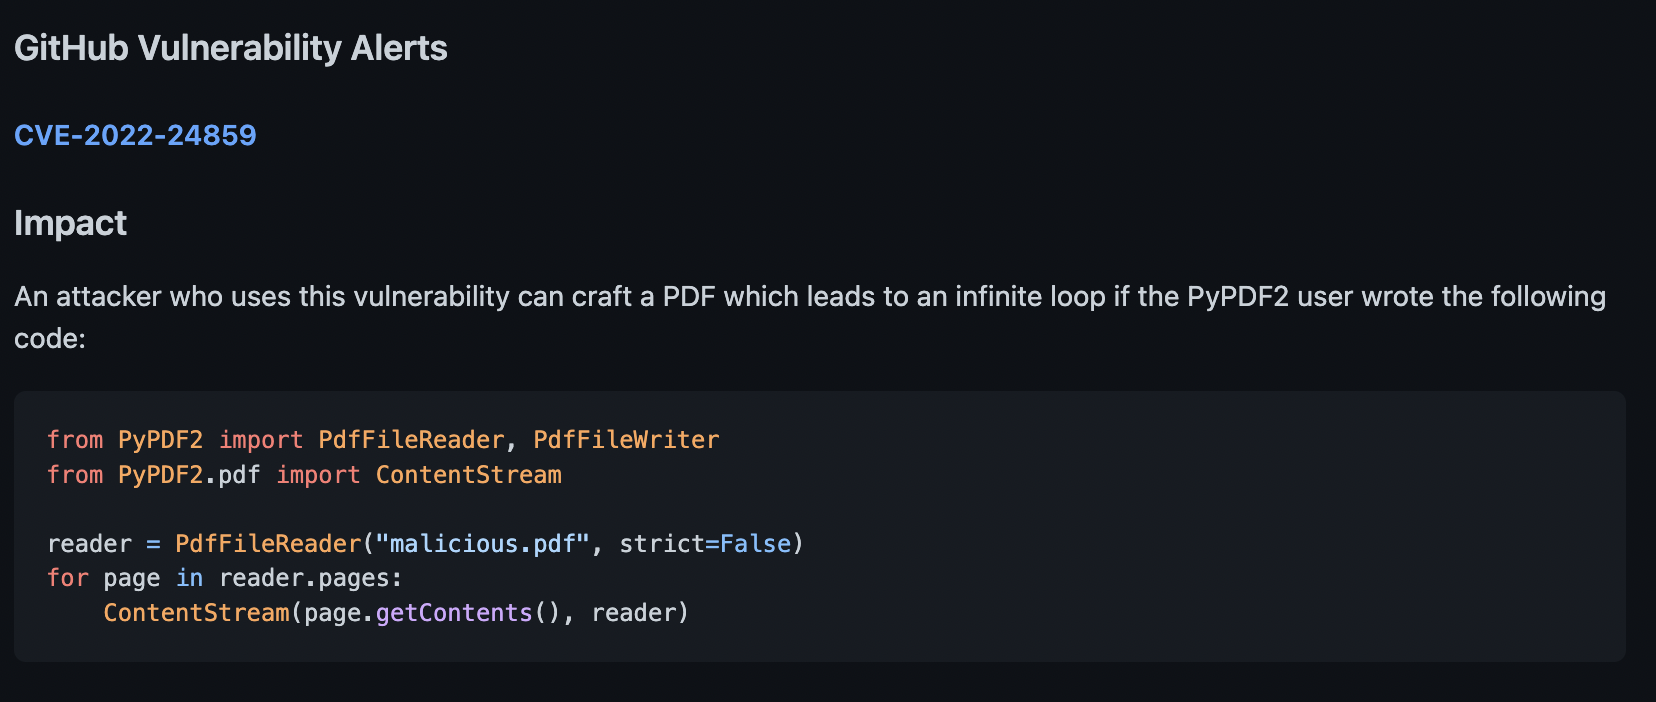 GitHub Vulnerability Alerts
CVE-2022-24859
Impact
An attacker who uses this vulnerability can craft a PDF which leads to an infinite loop if the PyPDF2 user wrote the following
code:
from PyPDF2 import PdfFileReader, PdfFileWriter
from PyPDF2.pdf import ContentStream
reader = PdfFileReader("malicious.pdf", strict=False)
for page in reader.pages:
    ContentStream(page.getContents(), reader)